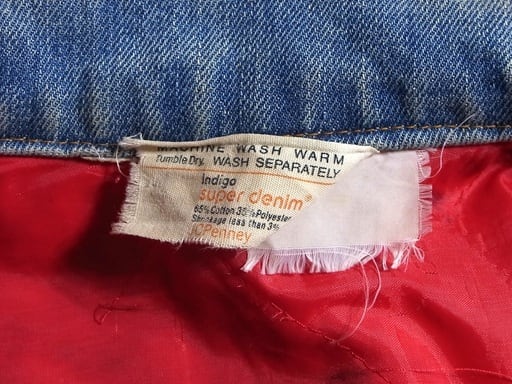 MACHINE WASH WARM
Tumble Dry. WASH SEPARATELY
Indigo
super denim®
65% Cotton 35% Polyester
Shrinkage less than 3%
JCPenney